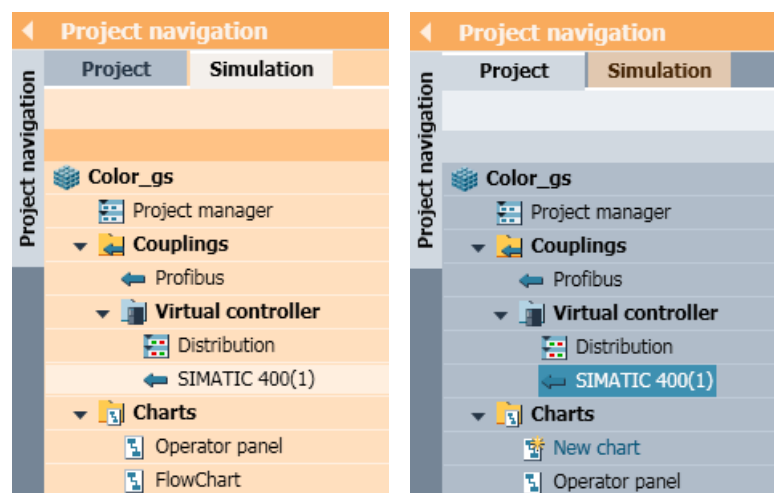 Project navigation
Project navigation
Project Simulation
Color_gs
Project manager
Couplings
Profibus
Virtual controller
Distribution
SIMATIC 400(1)
Charts
Operator panel
FlowChart
Project navigation
Project navigation
Project Simulation
Color_gs
Project manager
Couplings
Profibus
Virtual controller
Distribution
SIMATIC 400(1)
Charts
New chart
Operator panel